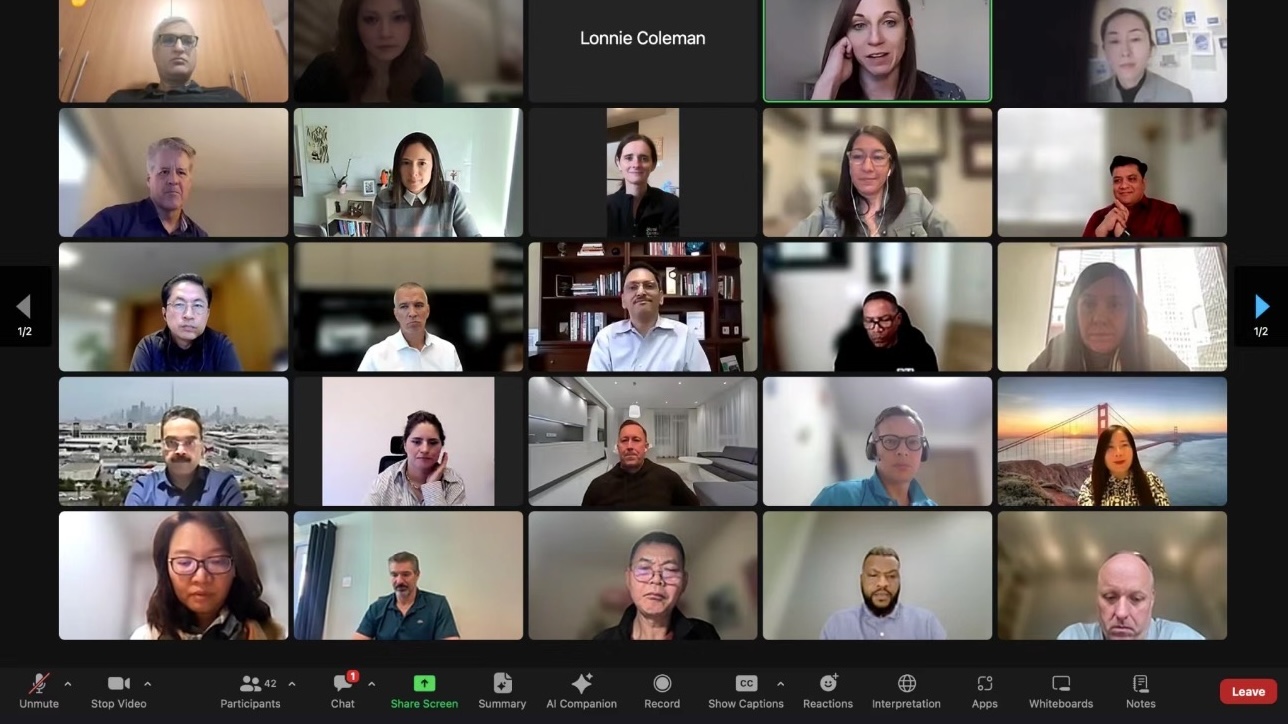 Lonnie Coleman
1/2
1/2
1
42
CC
Unmute
Stop Video
Participants
Chat
Share Screen
Summary
AI Companion
Record
Show Captions
Reactions
Interpretation
Apps
Whiteboards
Notes
Leave